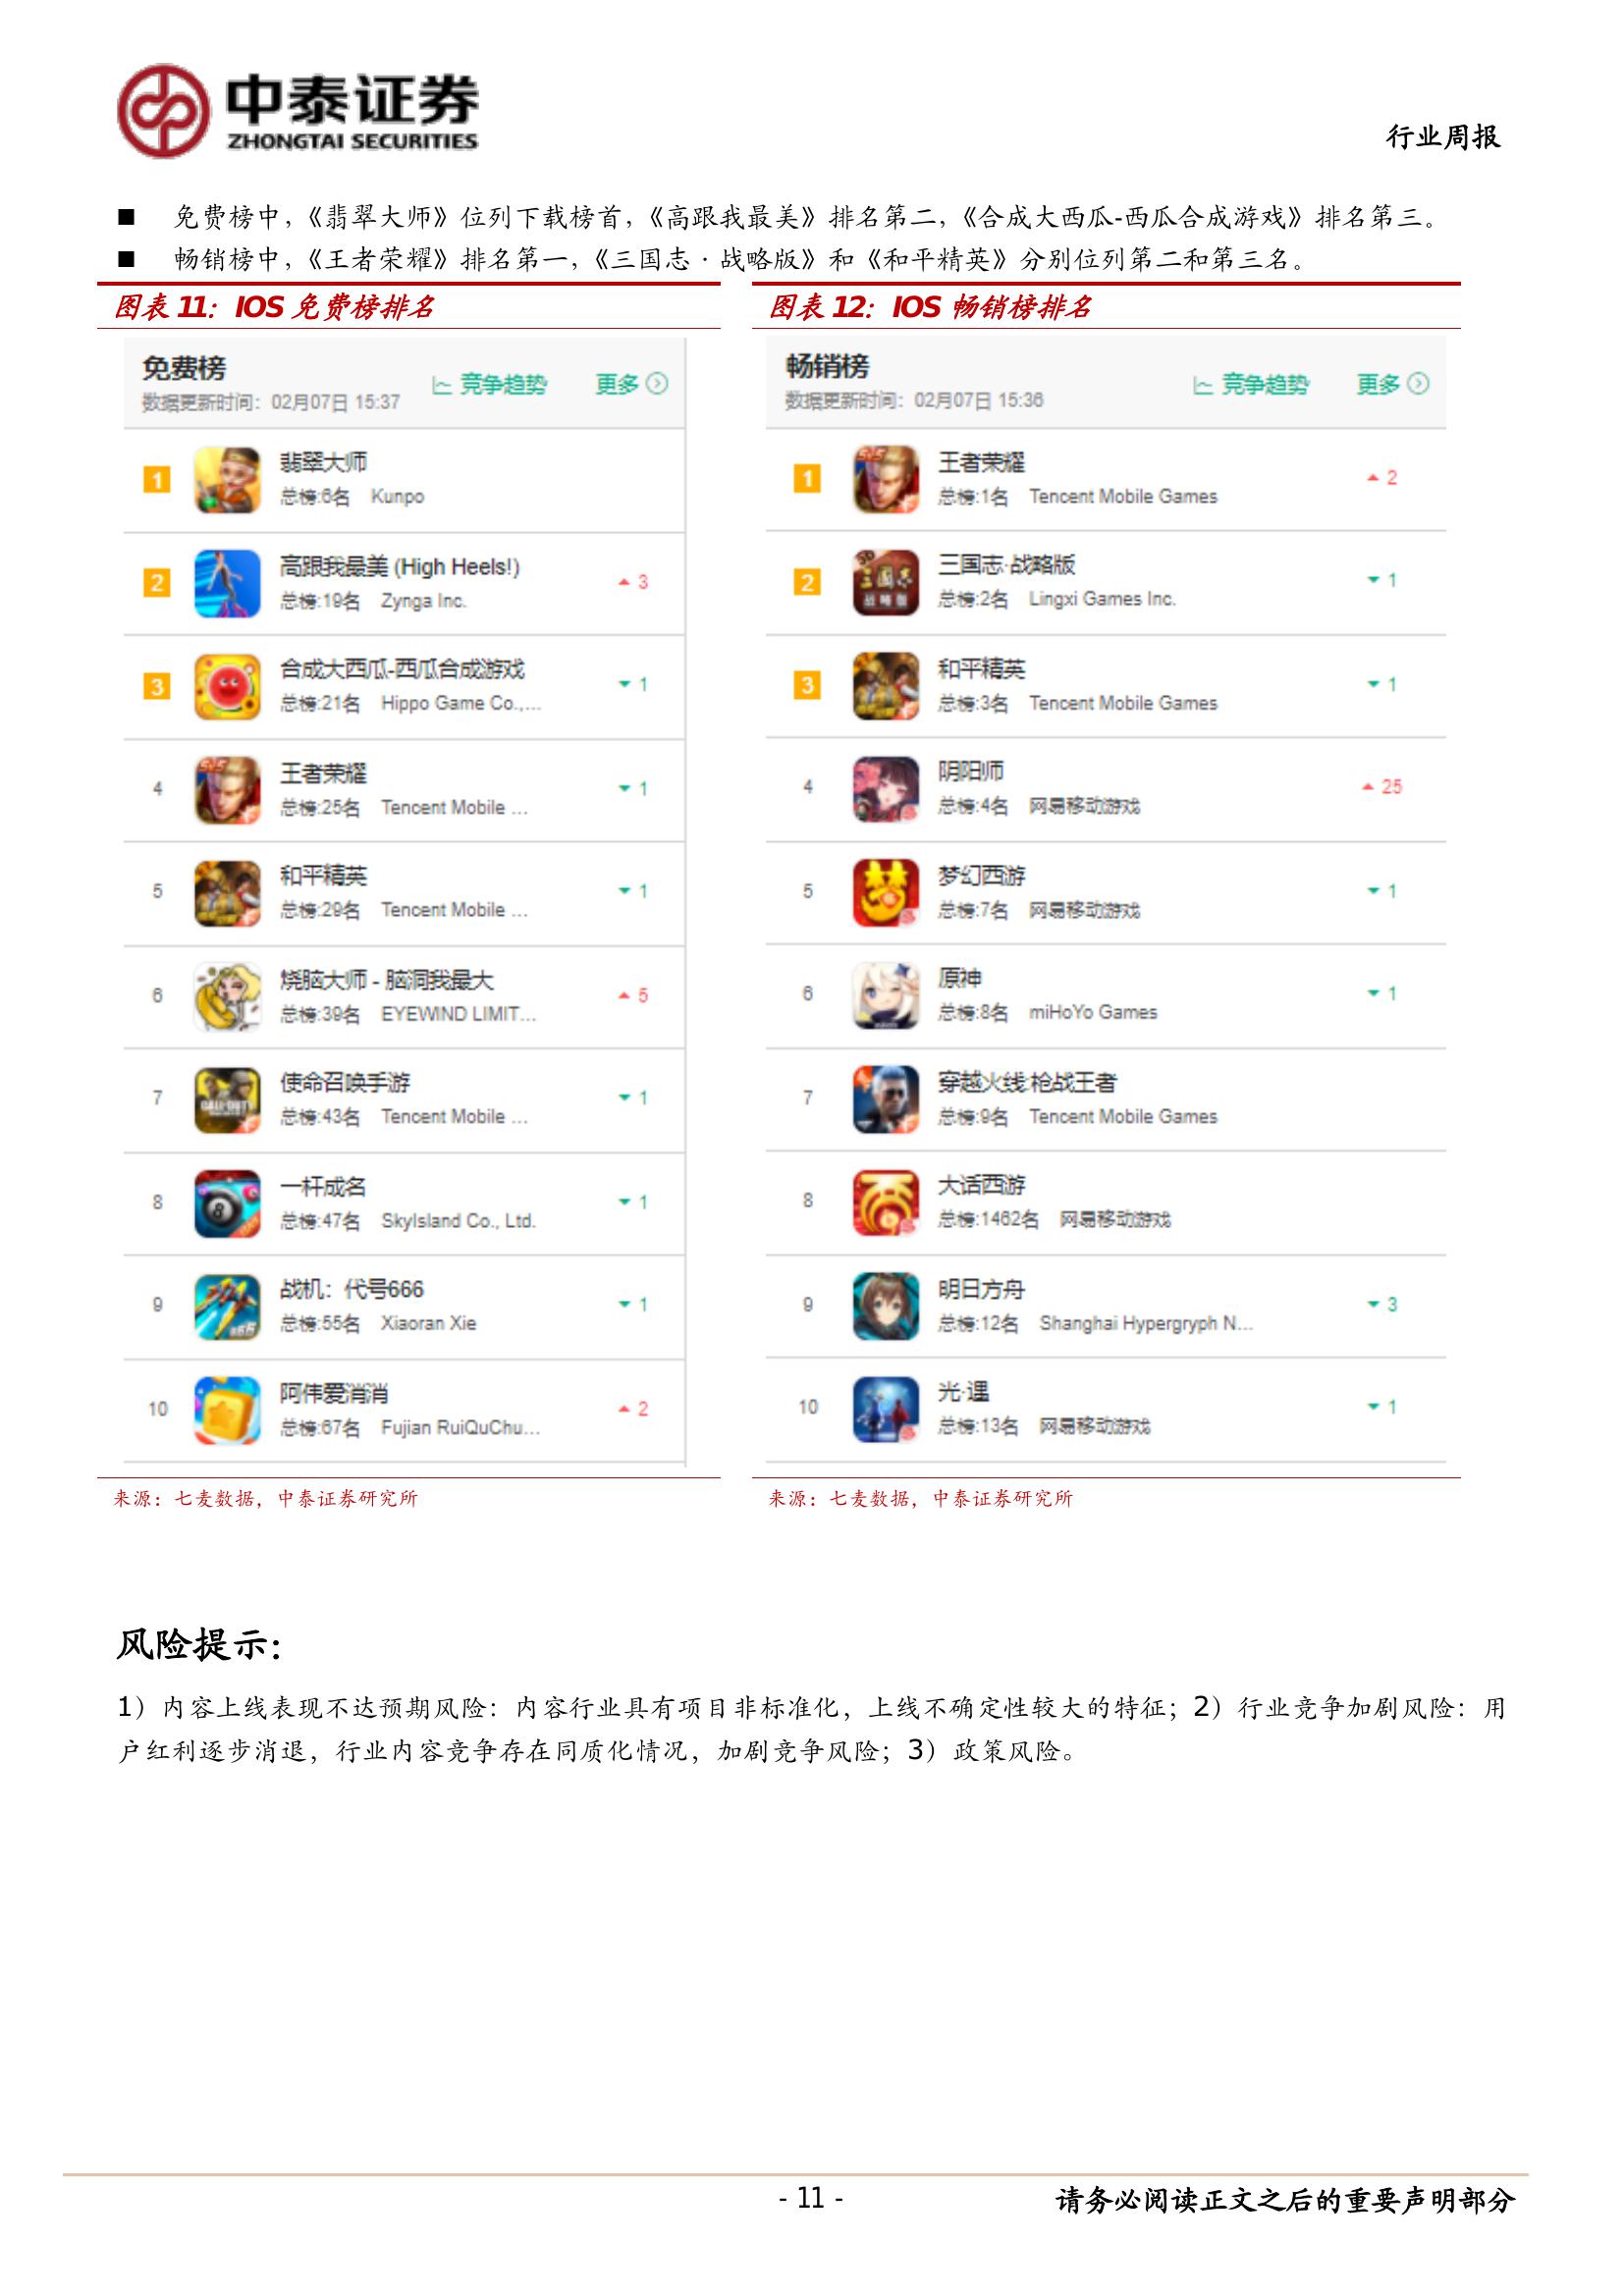 中泰证券
ZHONGTAI SECURITIES
行业周报
■ 免费榜中，《翡翠大师》位列下载榜首，《高跟我最美》排名第二，《合成大西瓜-西瓜合成游戏》排名第三。
■ 畅销榜中，《王者荣耀》排名第一，《三国志·战略版》和《和平精英》分别位列第二和第三名。
图表 11：IOS 免费榜排名
免费榜
数据更新时间：02月07日 15:37
竞争趋势 更多
1 翡翠大师
总榜:6名 Kunpo
2 高跟我最美 (High Heels!)
总榜:19名 Zynga Inc. 3
3 合成大西瓜-西瓜合成游戏
总榜:21名 Hippo Game Co.,... 1
4 王者荣耀
总榜:25名 Tencent Mobile ... 1
5 和平精英
总榜:29名 Tencent Mobile ... 1
6 烧脑大师 - 脑洞我最大
总榜:39名 EYEWIND LIMIT... 5
7 使命召唤手游
总榜:43名 Tencent Mobile ... 1
8 一杆成名
总榜:47名 SkyIsland Co., Ltd. 1
9 战机：代号666
总榜:55名 Xiaoran Xie 1
10 阿伟爱消消
总榜:67名 Fujian RuiQuChu... 2
来源：七麦数据，中泰证券研究所
图表 12：IOS 畅销榜排名
畅销榜
数据更新时间：02月07日 15:36
竞争趋势 更多
1 王者荣耀
总榜:1名 Tencent Mobile Games 2
2 三国志·战略版
总榜:2名 Lingxi Games Inc. 1
3 和平精英
总榜:3名 Tencent Mobile Games 1
4 阴阳师
总榜:4名 网易移动游戏 25
5 梦幻西游
总榜:7名 网易移动游戏 1
6 原神
总榜:8名 miHoYo Games 1
7 穿越火线:枪战王者
总榜:9名 Tencent Mobile Games
8 大话西游
总榜:1462名 网易移动游戏
9 明日方舟
总榜:12名 Shanghai Hypergryph N... 3
10 光·遇
总榜:13名 网易移动游戏 1
来源：七麦数据，中泰证券研究所
风险提示：
1）内容上线表现不达预期风险：内容行业具有项目非标准化，上线不确定性较大的特征；2）行业竞争加剧风险：用
户红利逐步消退，行业内容竞争存在同质化情况，加剧竞争风险；3）政策风险。
- 11 -
请务必阅读正文之后的重要声明部分